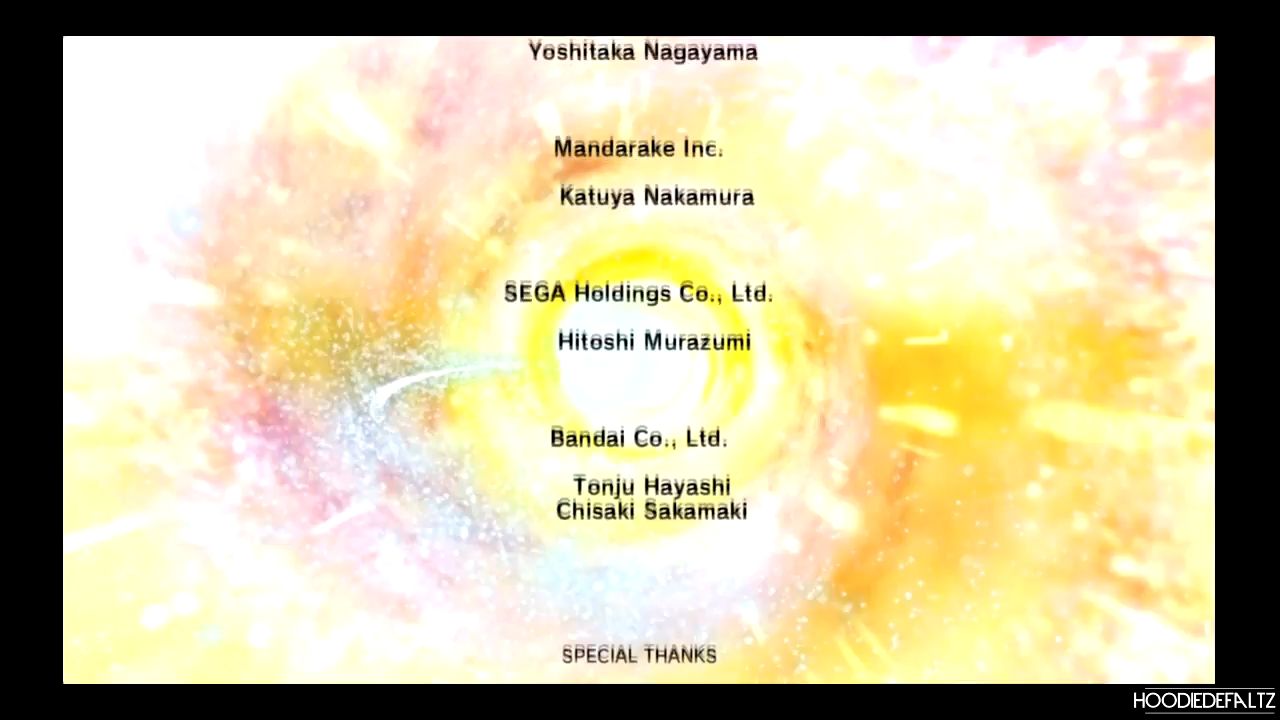 Yoshitaka Nagayama
Mandarake Inc.
Katuya Nakamura
SEGA Holdings Co., Ltd.
Hitoshi Murazumi
Bandai Co., Ltd.
Tonju Hayashi
Chisaki Sakamaki
SPECIAL THANKS
HOODIEDEFALTZ